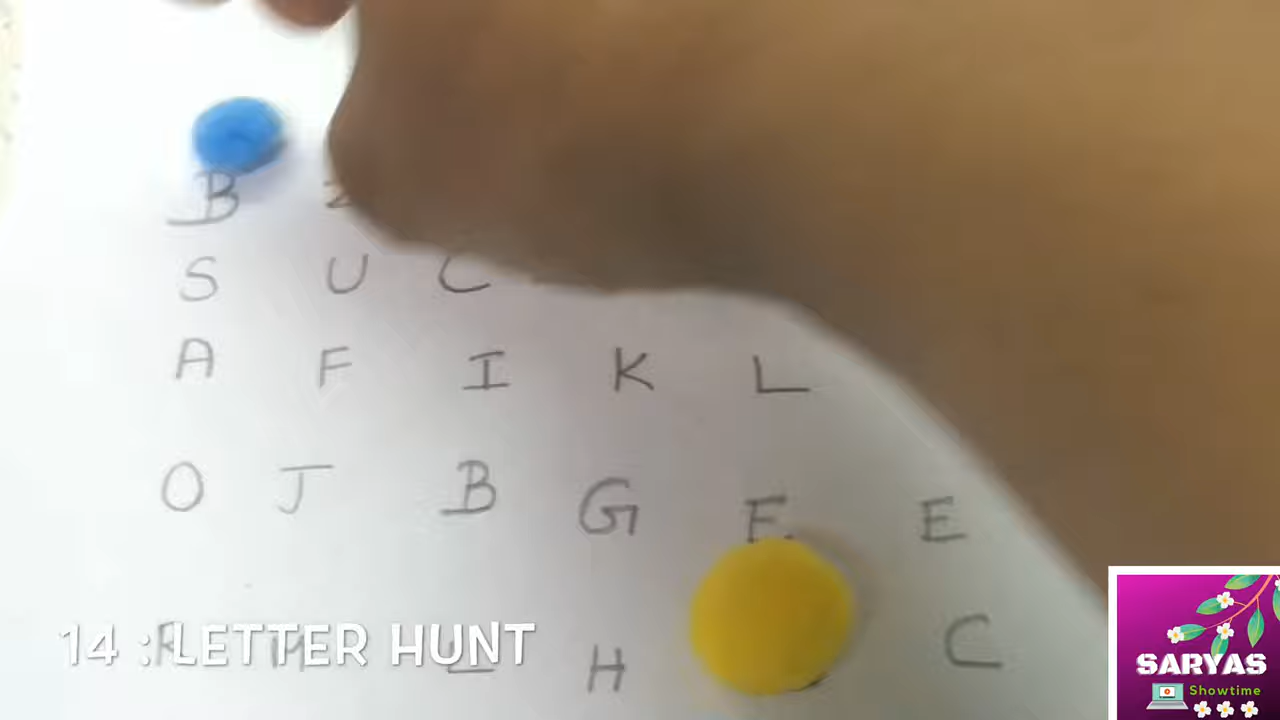 B Z
S U C
A F I K L
O J B G F E
R M L H C
14 : LETTER HUNT
SARYAS
Showtime